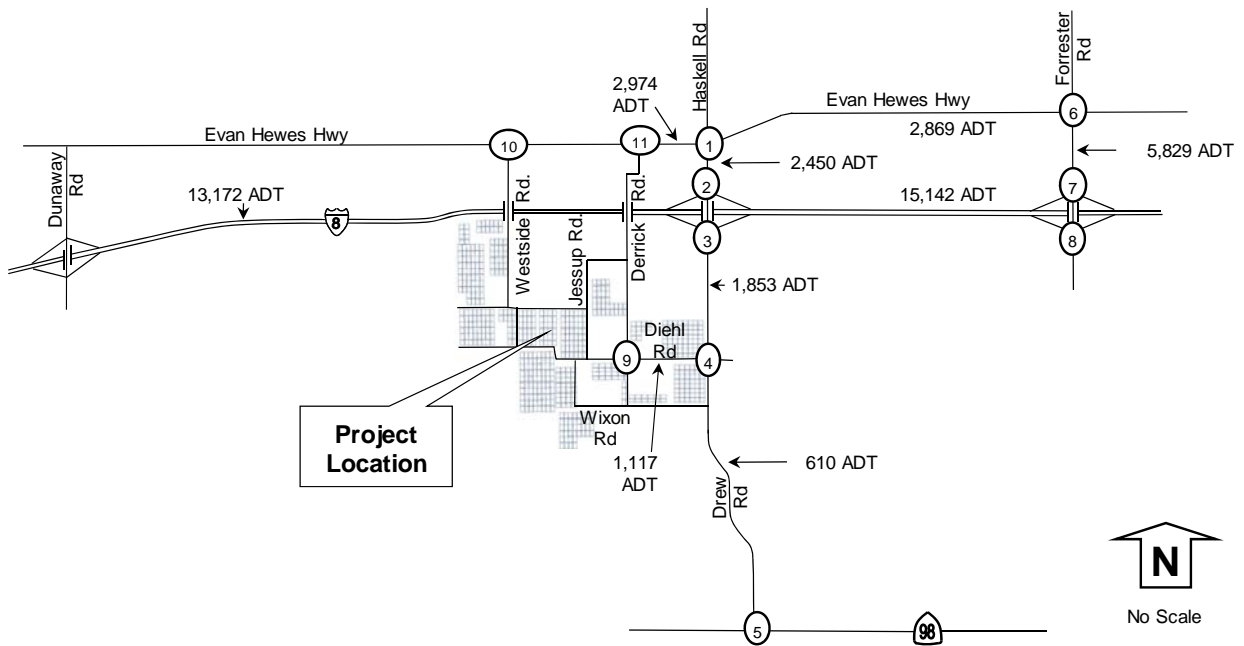 Haskell Rd
Forrester
Rd
2,974
ADT
Evan Hewes Hwy
6
2,869 ADT
Evan Hewes Hwy
10
11
1
5,829 ADT
2,450 ADT
Dunaway
Rd
13,172 ADT
8
Westside Rd.
Jessup Rd.
Derrick Rd.
2
15,142 ADT
7
3
8
1,853 ADT
Diehl
Rd
9
4
Project
Location
Wixon
Rd
1,117
ADT
610 ADT
Drew
Rd
N
No Scale
5
98